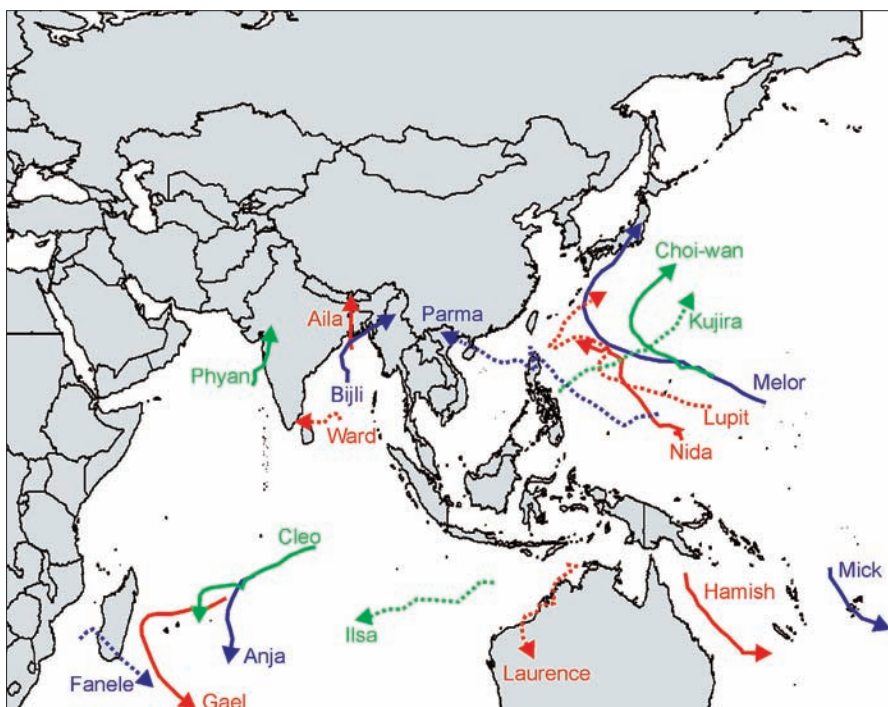 Choi-wan
Aila
Parma
Kujira
Phyan
Bijli
Melor
Ward
Lupit
Nida
Cleo
Mick
Hamish
Ilsa
Anja
Laurence
Fanele
Gael